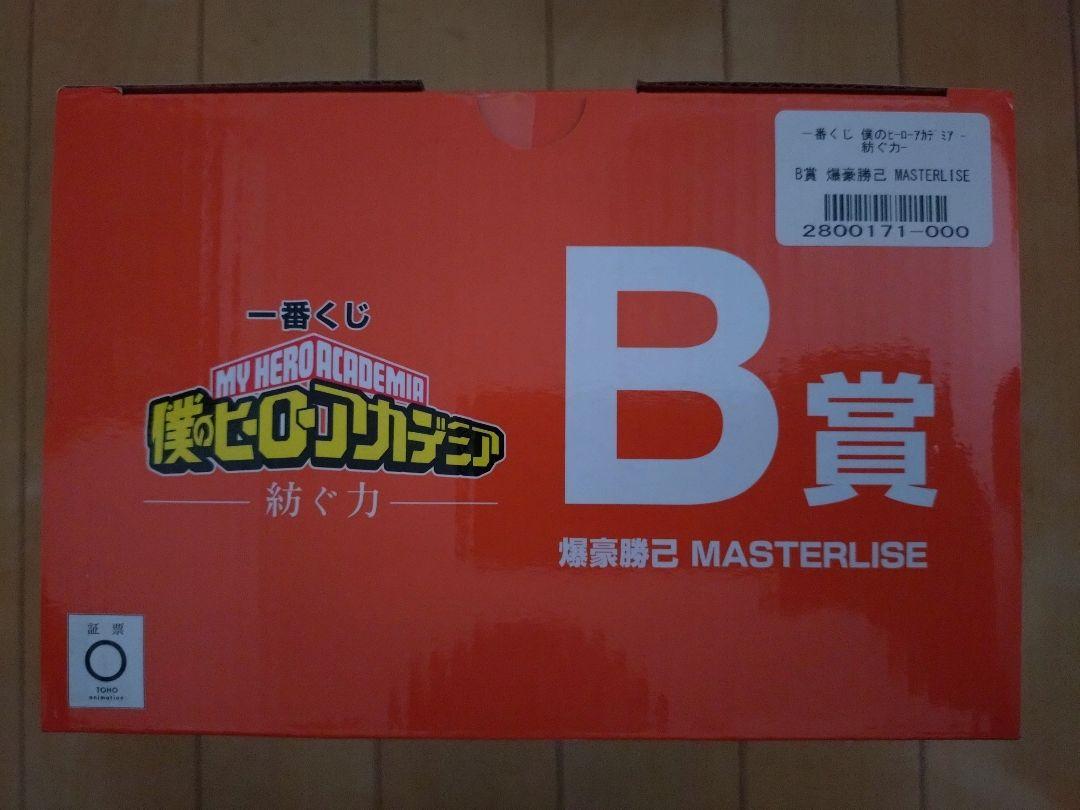 一番くじ 僕のﾋｰﾛｰｱｶﾃﾞﾐｱ -
紡ぐ力-
B賞 爆豪勝己 MASTERLISE
2800171-000
一番くじ
MY HERO ACADEMIA
僕のヒーローアカデミア
紡ぐ力
B賞
爆豪勝己 MASTERLISE
証 票
TOHO
animation